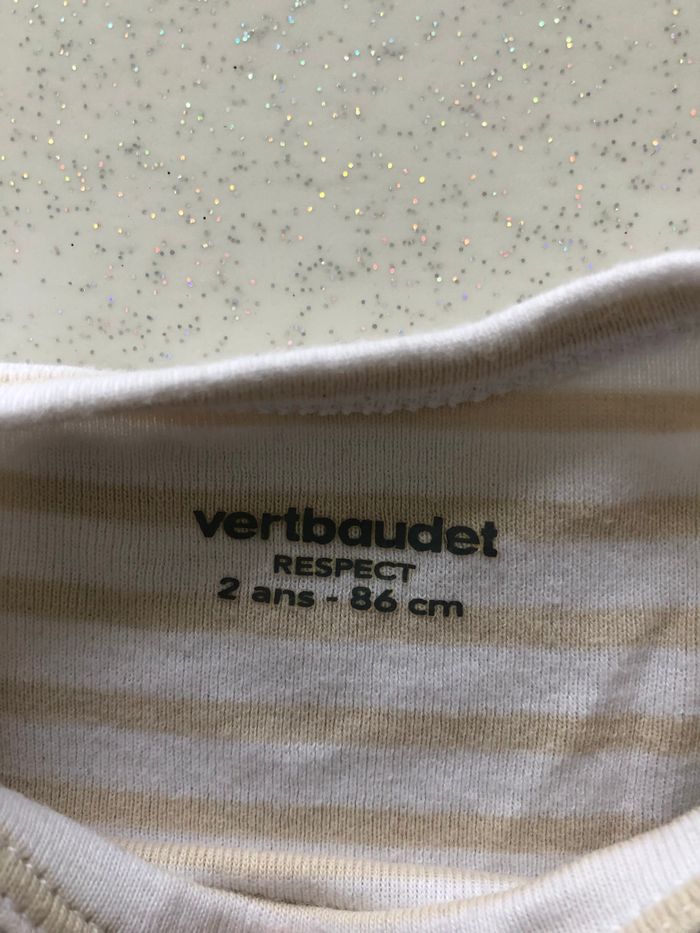 vertbaudet
RESPECT
2 ans - 86 cm